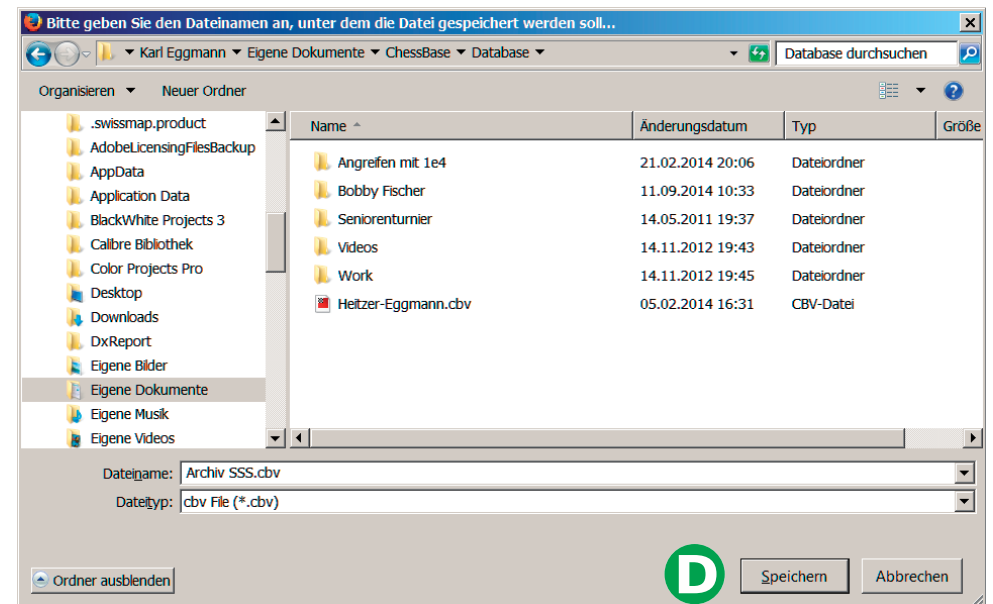 Bitte geben Sie den Dateinamen an, unter dem die Datei gespeichert werden soll...
Karl Eggmann Eigene Dokumente ChessBase Database
Database durchsuchen
Organisieren Neuer Ordner
.swissmap.product
AdobeLicensingFilesBackup
AppData
Application Data
BlackWhite Projects 3
Calibre Bibliothek
Color Projects Pro
Desktop
Downloads
DxReport
Eigene Bilder
Eigene Dokumente
Eigene Musik
Eigene Videos
Name Änderungsdatum Typ Größe
Angreifen mit 1e4 21.02.2014 20:06 Dateiordner
Bobby Fischer 11.09.2014 10:33 Dateiordner
Seniorenturnier 14.05.2011 19:37 Dateiordner
Videos 14.11.2012 19:43 Dateiordner
Work 14.11.2012 19:45 Dateiordner
Heitzer-Eggmann.cbv 05.02.2014 16:31 CBV-Datei
Dateiname: Archiv SSS.cbv
Dateityp: cbv File (*.cbv)
Ordner ausblenden
D
Speichern
Abbrechen